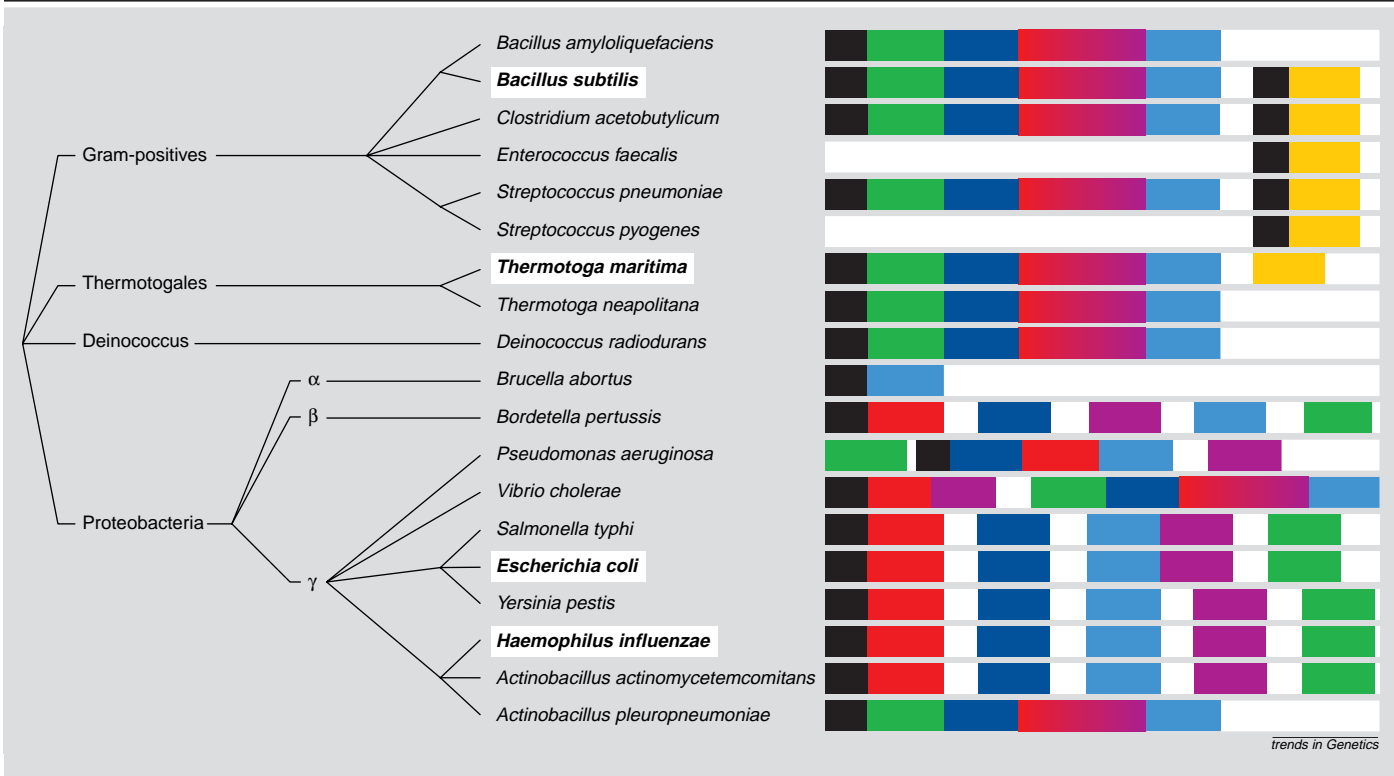 Bacillus amyloliquefaciens
Bacillus subtilis
Clostridium acetobutylicum
Gram-positives
Enterococcus faecalis
Streptococcus pneumoniae
Streptococcus pyogenes
Thermotoga maritima
Thermotogales
Thermotoga neapolitana
Deinococcus
Deinococcus radiodurans
α
Brucella abortus
β
Bordetella pertussis
Pseudomonas aeruginosa
Vibrio cholerae
Proteobacteria
Salmonella typhi
Escherichia coli
γ
Yersinia pestis
Haemophilus influenzae
Actinobacillus actinomycetemcomitans
Actinobacillus pleuropneumoniae
trends in Genetics